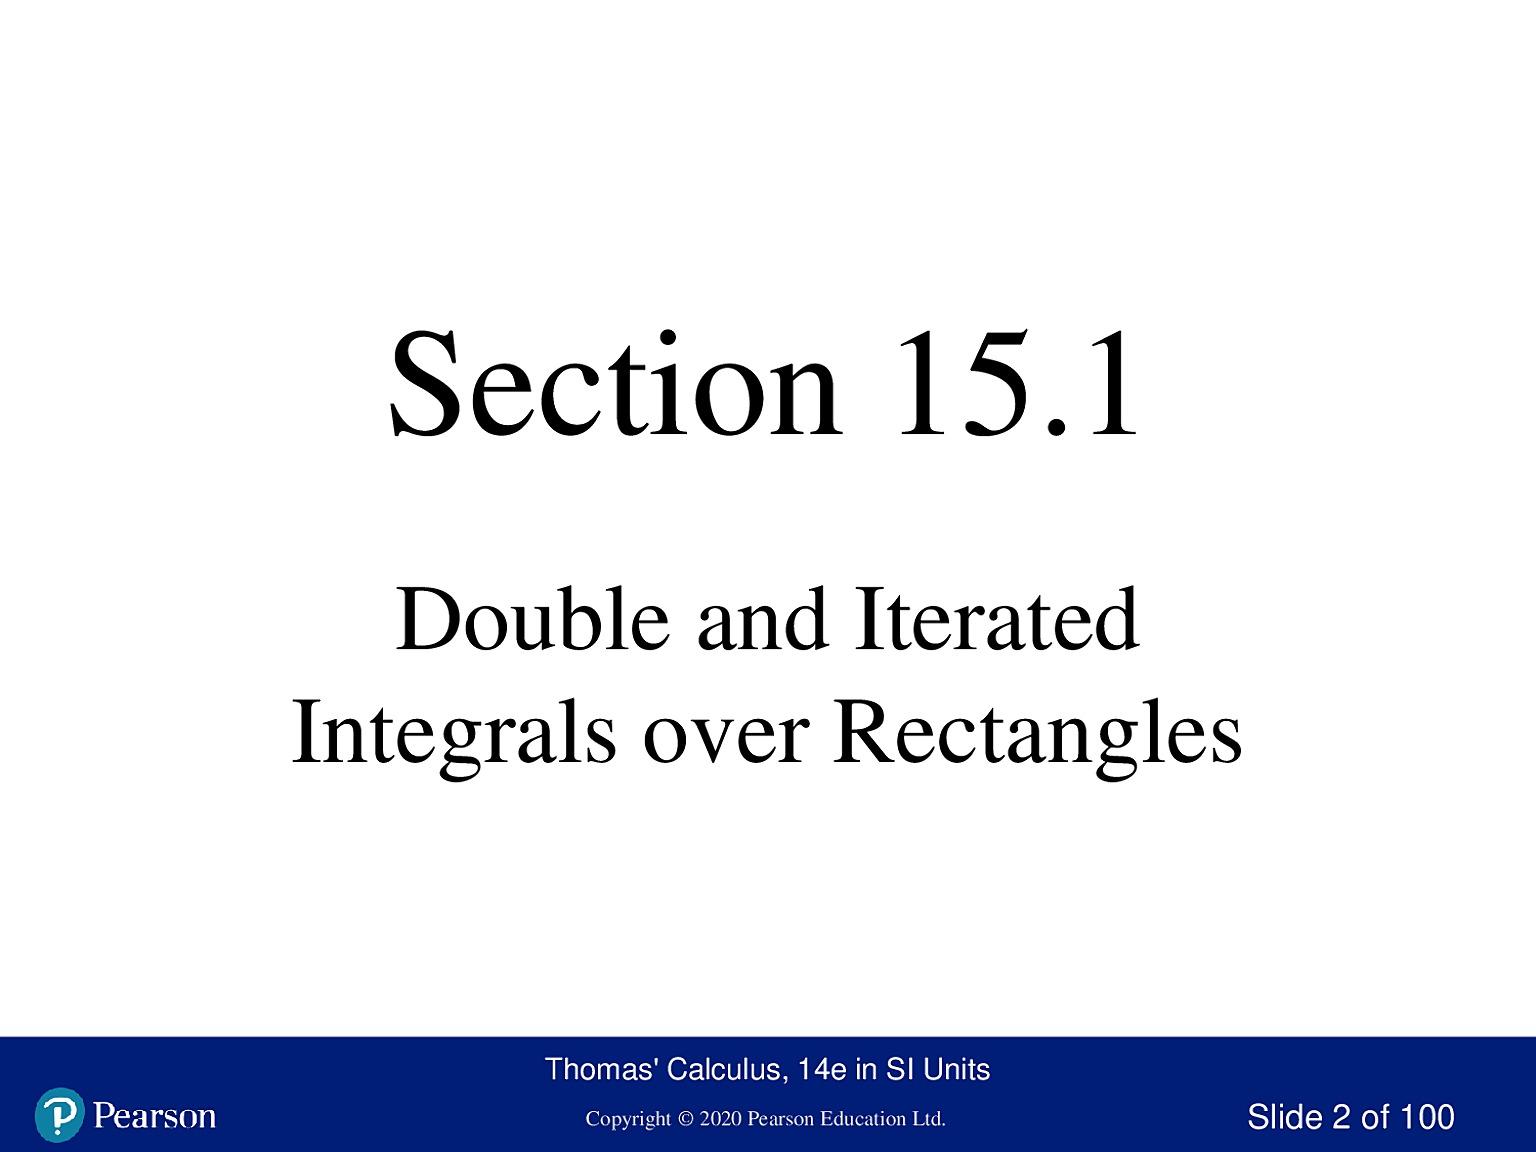 Section 15.1
Double and Iterated
Integrals over Rectangles
Thomas' Calculus, 14e in SI Units
Pearson
Copyright © 2020 Pearson Education Ltd.
Slide 2 of 100